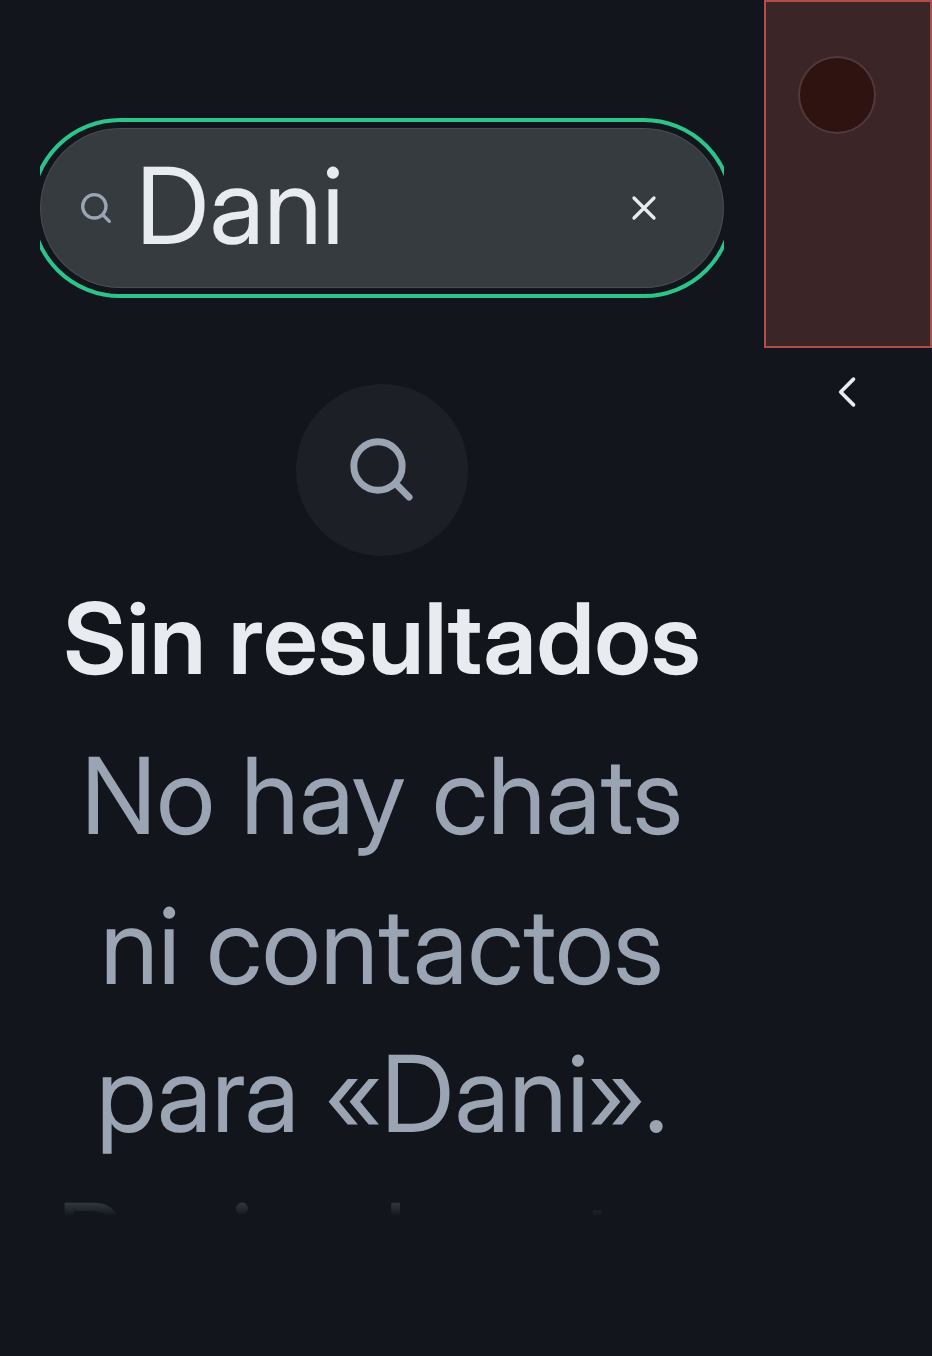 Dani
Sin resultados
No hay chats
ni contactos
para «Dani».